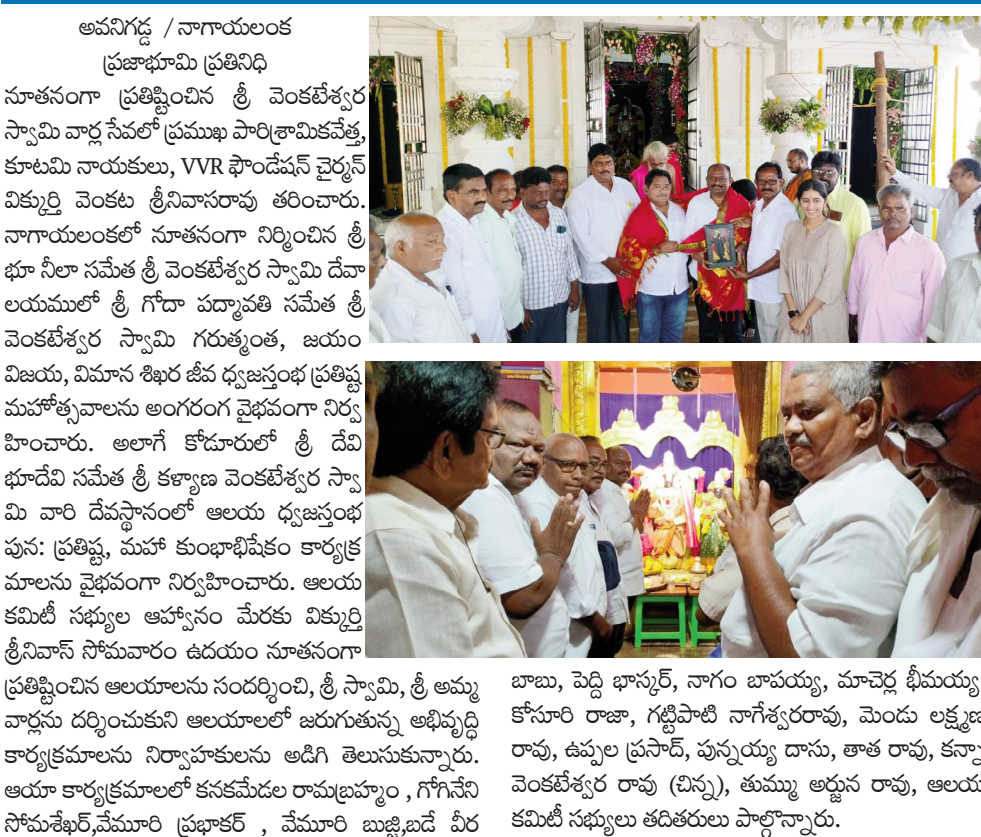 అవనిగడ్డ / నాగాయలంక
ప్రజాభూమి ప్రతినిధి
నూతనంగా ప్రతిష్టించిన శ్రీ వెంకటేశ్వర
స్వామి వార్ల సేవలో ప్రముఖ పారిశ్రామికవేత్త,
కూటమి నాయకులు, VVR ఫౌండేషన్ చైర్మన్
విక్కుర్తి వెంకట శ్రీనివాసరావు తరించారు.
నాగాయలంకలో నూతనంగా నిర్మించిన శ్రీ
భూ నీలా సమేత శ్రీ వెంకటేశ్వర స్వామి దేవా
లయములో శ్రీ గోదా పద్మావతి సమేత శ్రీ
వెంకటేశ్వర స్వామి గరుత్మంత, జయం
విజయ, విమాన శిఖర జీవ ధ్వజస్తంభ ప్రతిష్ట
మహోత్సవాలను అంగరంగ వైభవంగా నిర్వ
హించారు. అలాగే కోడూరులో శ్రీ దేవి
భూదేవి సమేత శ్రీ కళ్యాణ వెంకటేశ్వర స్వా
మి వారి దేవస్థానంలో ఆలయ ధ్వజస్తంభ
పున: ప్రతిష్ట, మహా కుంభాభిషేకం కార్యక్ర
మాలను వైభవంగా నిర్వహించారు. ఆలయ
కమిటీ సభ్యుల ఆహ్వానం మేరకు విక్కుర్తి
శ్రీనివాస్ సోమవారం ఉదయం నూతనంగా
ప్రతిష్టించిన ఆలయాలను సందర్శించి, శ్రీ స్వామి, శ్రీ అమ్మ
వార్లను దర్శించుకుని ఆలయాలలో జరుగుతున్న అభివృద్ధి
కార్యక్రమాలను నిర్వాహకులను అడిగి తెలుసుకున్నారు.
ఆయా కార్యక్రమాలలో కనకమేడల రామబ్రహ్మం , గోగినేని
సోమశేఖర్,వేమూరి ప్రభాకర్ , వేమూరి బుజ్జి,బడే వీర
బాబు, పెద్ది భాస్కర్, నాగం బాపయ్య, మాచెర్ల భీమయ్య
కోసూరి రాజా, గట్టిపాటి నాగేశ్వరరావు, మెండు లక్ష్మణ
రావు, ఉప్పల ప్రసాద్, పున్నయ్య దాసు, తాత రావు, కన్నా
వెంకటేశ్వర రావు (చిన్న), తుమ్ము అర్జున రావు, ఆలయ
కమిటీ సభ్యులు తదితరులు పాల్గొన్నారు.